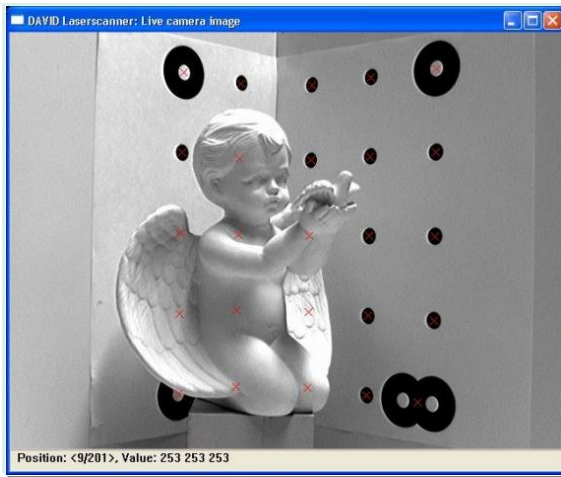 DAVID Laserscanner: Live camera image
Position: <9/201>, Value: 253 253 253